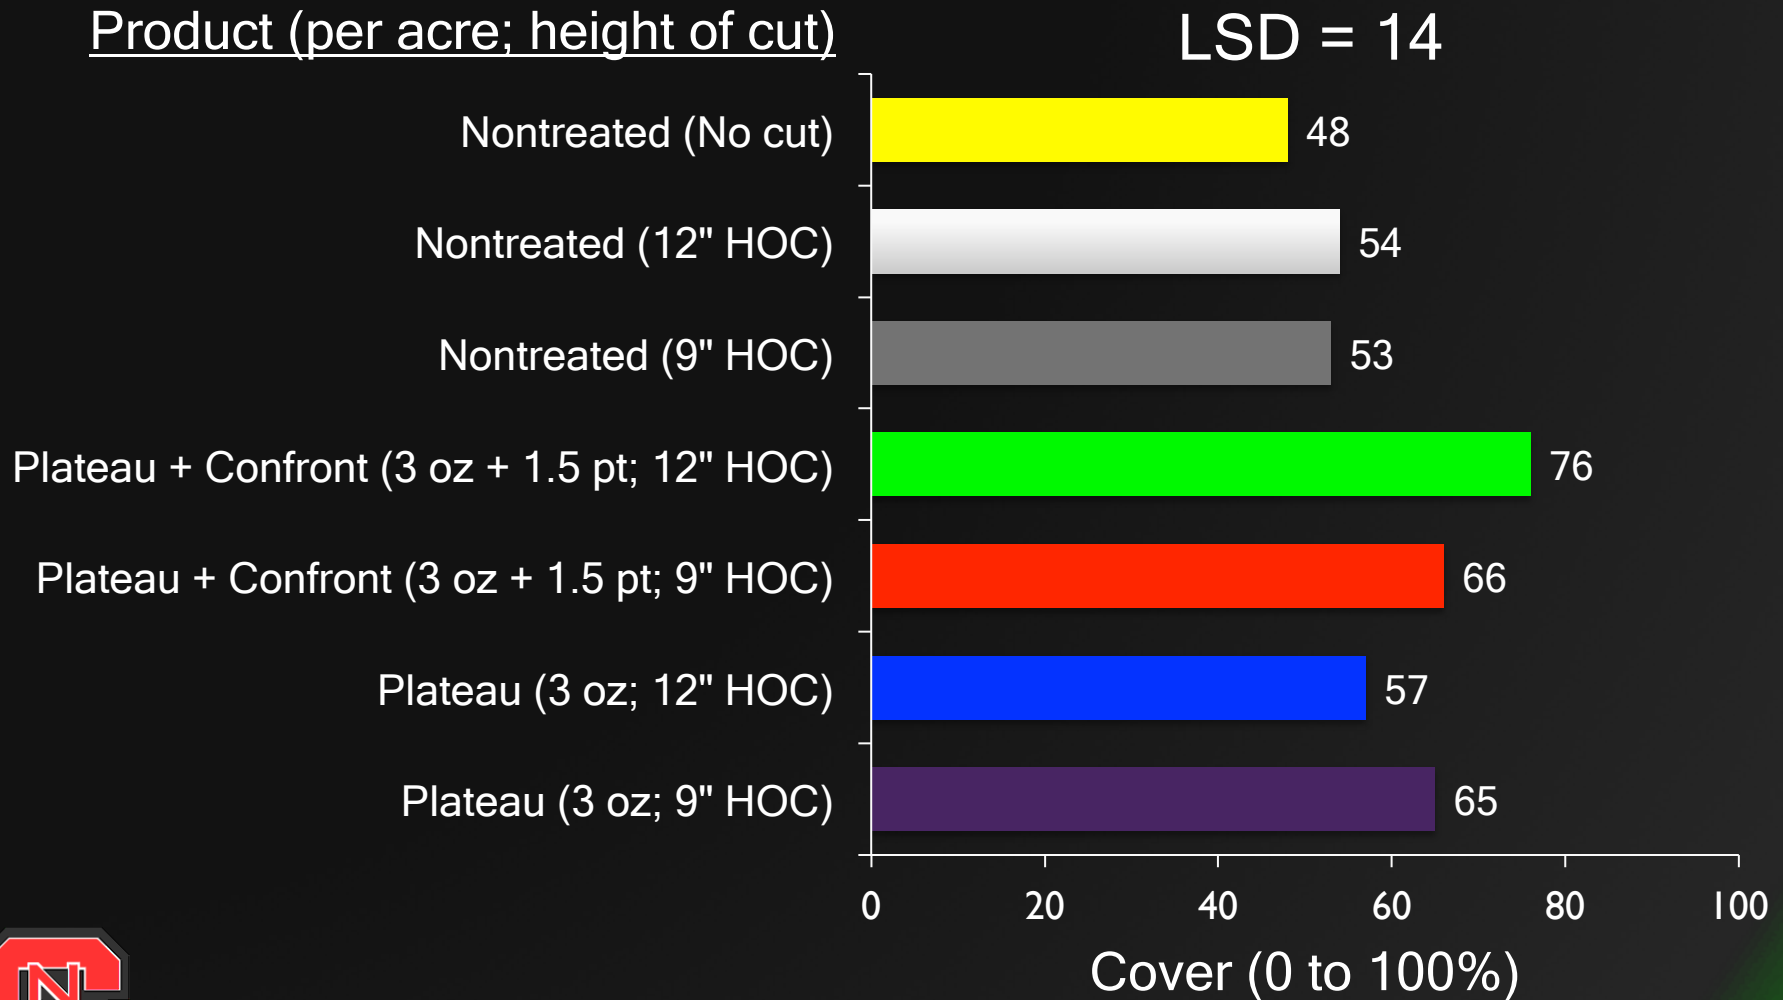 Product (per acre; height of cut)
LSD = 14
Nontreated (No cut) 48
Nontreated (12" HOC) 54
Nontreated (9" HOC) 53
Plateau + Confront (3 oz + 1.5 pt; 12" HOC) 76
Plateau + Confront (3 oz + 1.5 pt; 9" HOC) 66
Plateau (3 oz; 12" HOC) 57
Plateau (3 oz; 9" HOC) 65
0 20 40 60 80 100
Cover (0 to 100%)
N